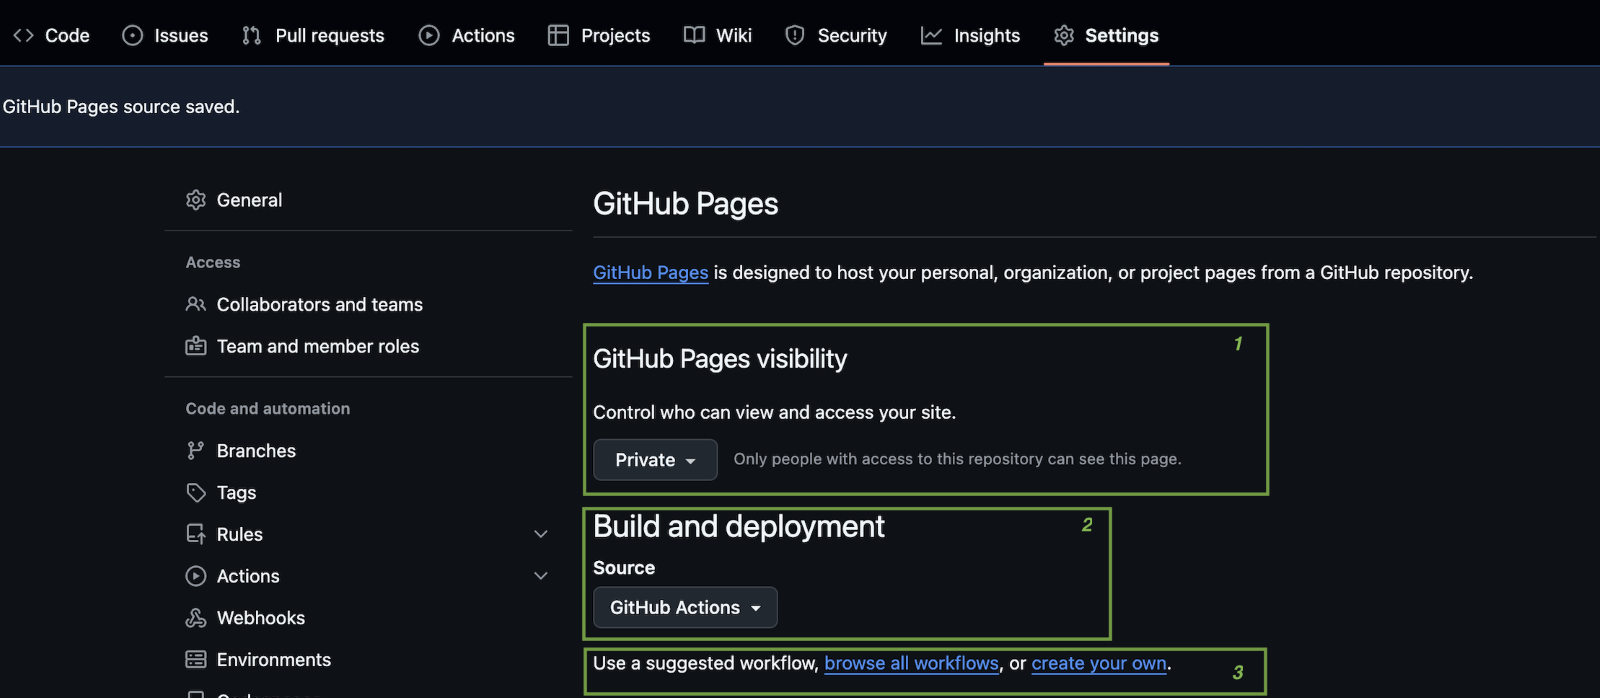 Code Issues Pull requests Actions Projects Wiki Security Insights Settings
GitHub Pages source saved.
General
Access
Collaborators and teams
Team and member roles
Code and automation
Branches
Tags
Rules
Actions
Webhooks
Environments
GitHub Pages
GitHub Pages is designed to host your personal, organization, or project pages from a GitHub repository.
1
GitHub Pages visibility
Control who can view and access your site.
Private Only people with access to this repository can see this page.
Build and deployment 2
Source
GitHub Actions
Use a suggested workflow, browse all workflows, or create your own. 3